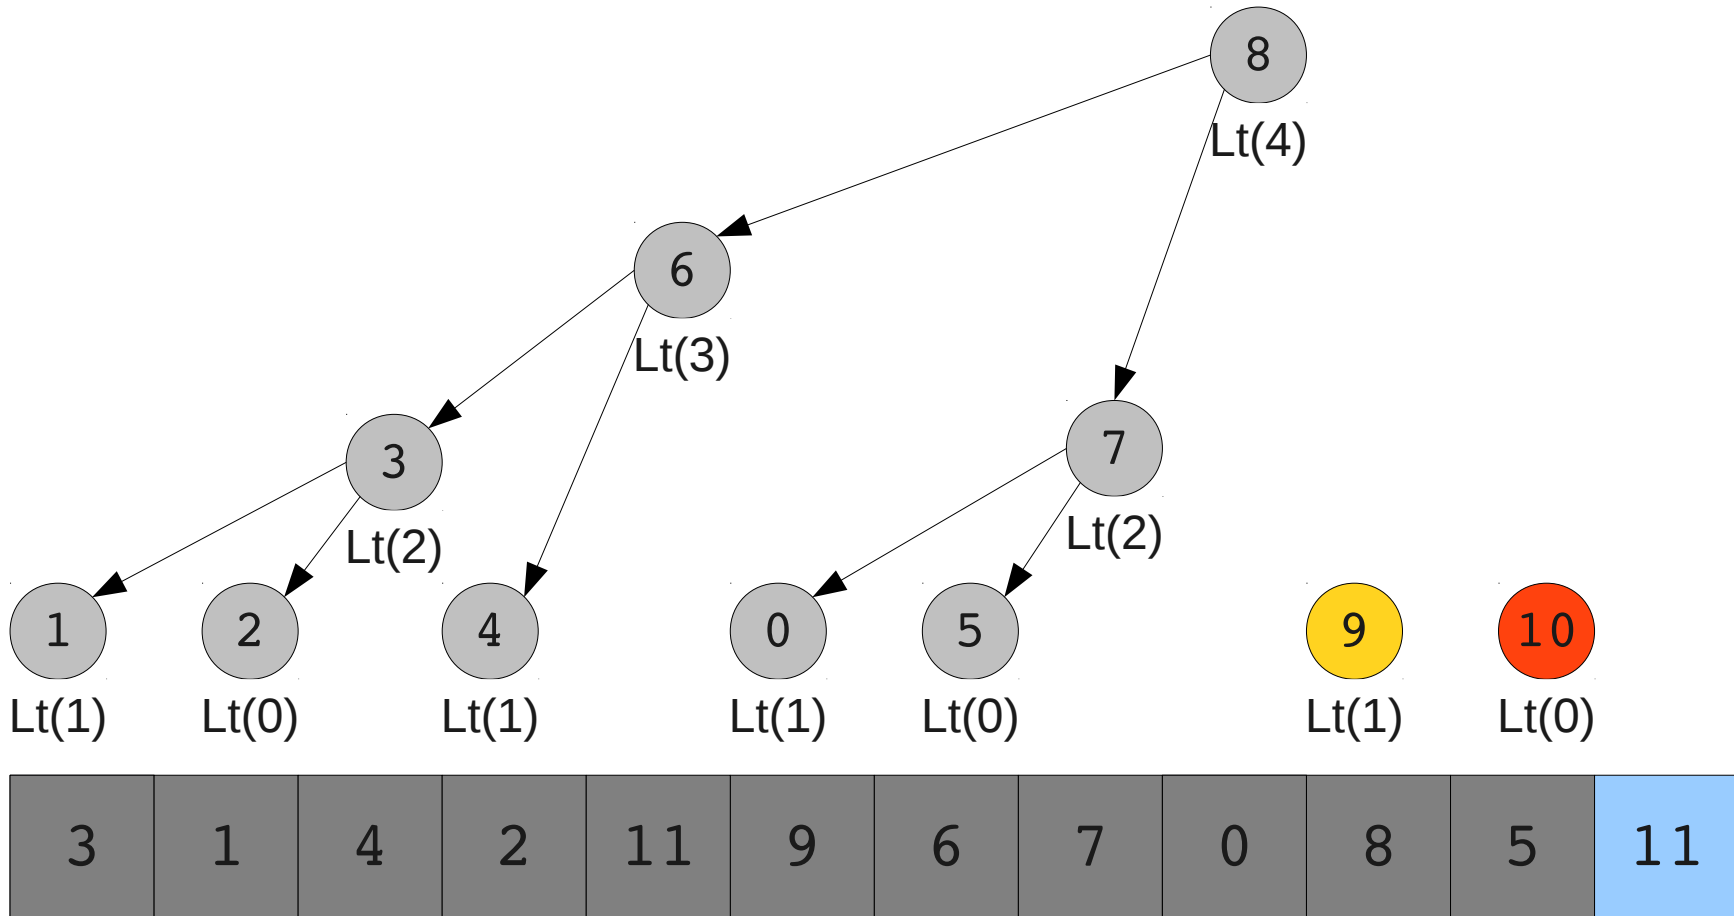 8
Lt(4)
6
Lt(3)
3
7
Lt(2)
Lt(2)
1 2 4 0 5 9 10
Lt(1) Lt(0) Lt(1) Lt(1) Lt(0) Lt(1) Lt(0)
3 1 4 2 11 9 6 7 0 8 5 11